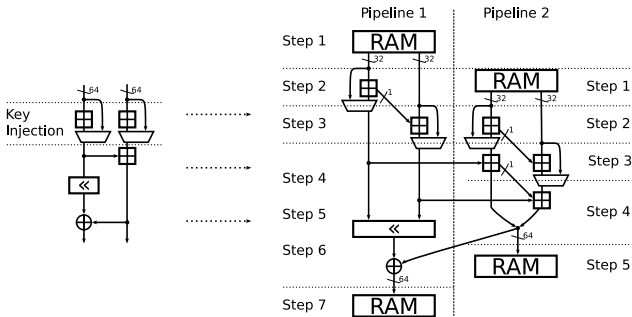 Pipeline 1 Pipeline 2
Step 1 RAM
32 32
64 64
Step 2 RAM Step 1
1 32 32
Key
Injection
Step 3 1 Step 2
1 Step 3
Step 4
<< Step 4
Step 5 <<
Step 6 64
64 RAM Step 5
Step 7 RAM